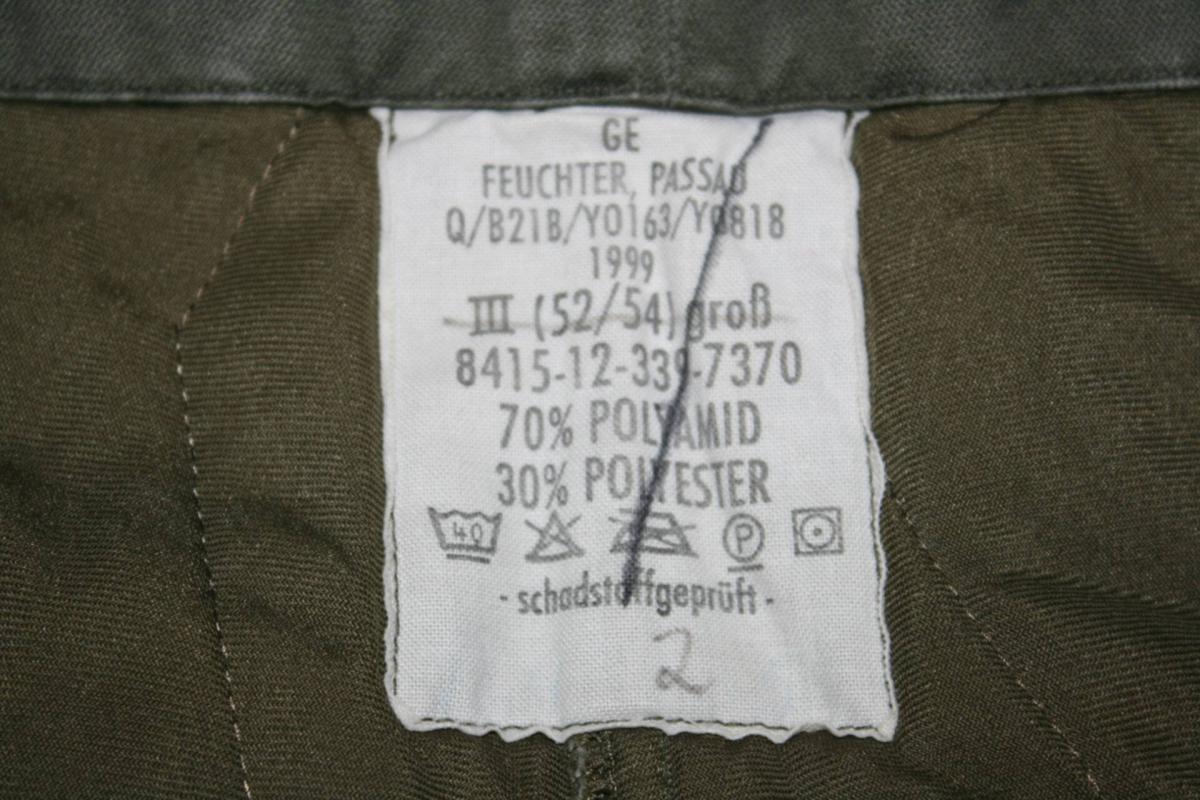 GE
FEUCHTER, PASSAU
Q/B21B/Y0163/Y0818
1999
III (52/54) groß
8415-12-339-7370
70% POLYAMID
30% POLYESTER
40 P
- schadstoffgeprüft -
2